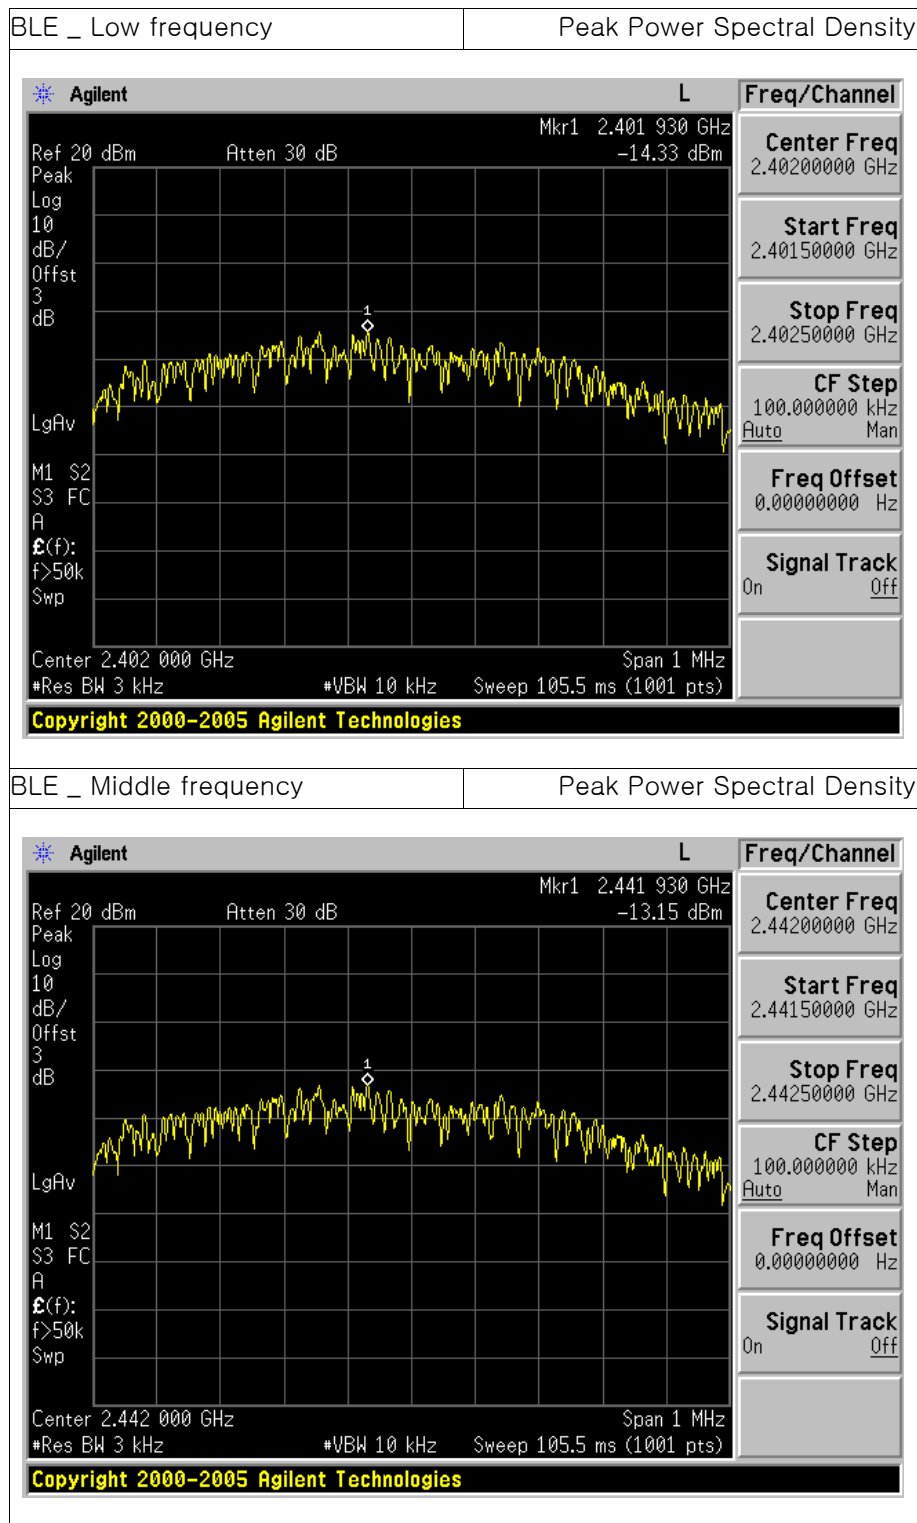 BLE _ Low frequency Peak Power Spectral Density
Agilent L Freq/Channel
Mkr1 2.401 930 GHz
Ref 20 dBm Atten 30 dB -14.33 dBm
Peak
Log
10
dB/
Offst
3
dB
1
LgAv
M1 S2
S3 FC
A
£(f):
f>50k
Swp
Center 2.402 000 GHz Span 1 MHz
#Res BW 3 kHz #VBW 10 kHz Sweep 105.5 ms (1001 pts)
Copyright 2000-2005 Agilent Technologies
Center Freq
2.40200000 GHz
Start Freq
2.40150000 GHz
Stop Freq
2.40250000 GHz
CF Step
100.000000 kHz
Auto Man
Freq Offset
0.00000000 Hz
Signal Track
On Off
BLE _ Middle frequency Peak Power Spectral Density
Agilent L Freq/Channel
Mkr1 2.441 930 GHz
Ref 20 dBm Atten 30 dB -13.15 dBm
Peak
Log
10
dB/
Offst
3
dB
1
LgAv
M1 S2
S3 FC
A
£(f):
f>50k
Swp
Center 2.442 000 GHz Span 1 MHz
#Res BW 3 kHz #VBW 10 kHz Sweep 105.5 ms (1001 pts)
Copyright 2000-2005 Agilent Technologies
Center Freq
2.44200000 GHz
Start Freq
2.44150000 GHz
Stop Freq
2.44250000 GHz
CF Step
100.000000 kHz
Auto Man
Freq Offset
0.00000000 Hz
Signal Track
On Off